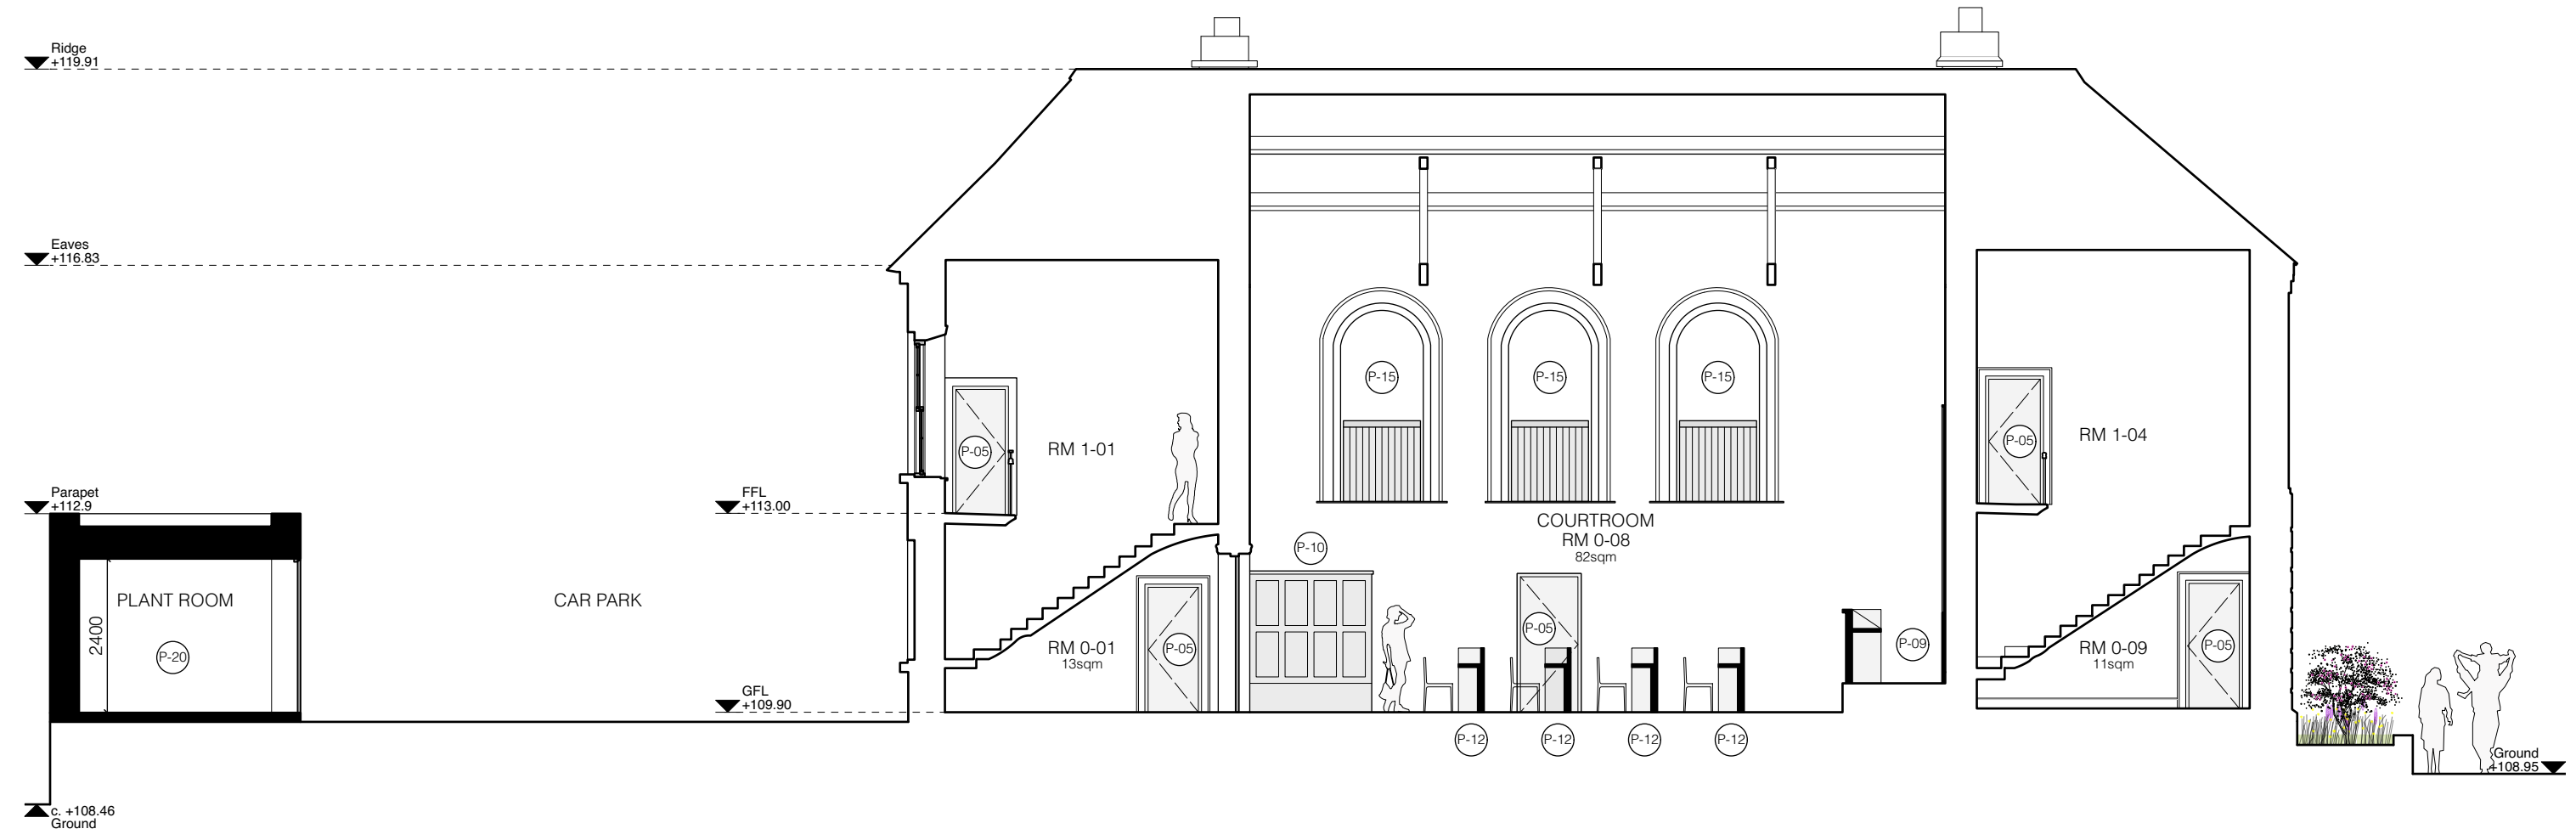 Ridge
+119.91
Eaves
+116.83
Parapet
+112.9
FFL
+113.00
P-05
RM 1-01
P-15
P-15
P-15
P-05
RM 1-04
COURTROOM
RM 0-08
82sqm
P-10
PLANT ROOM
CAR PARK
2400
P-20
RM 0-01
13sqm
P-05
P-05
P-09
RM 0-09
11sqm
P-05
GFL
+109.90
P-12
P-12
P-12
P-12
Ground
+108.95
c. +108.46
Ground